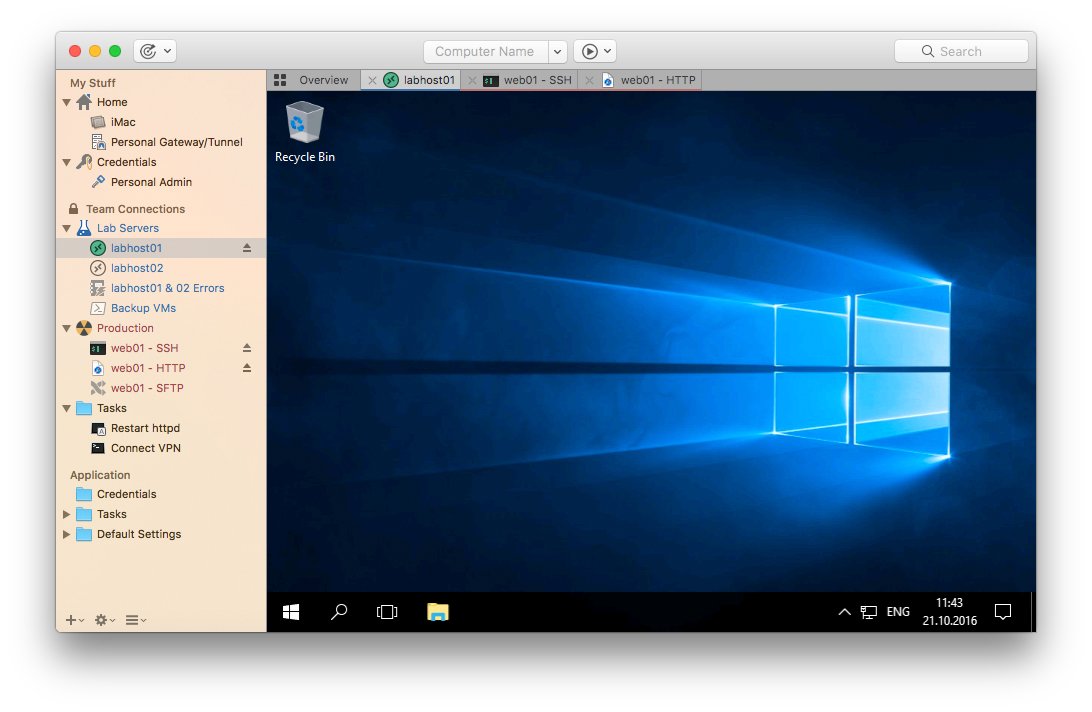 Computer Name
Search
My Stuff
Home
iMac
Personal Gateway/Tunnel
Credentials
Personal Admin
Team Connections
Lab Servers
labhost01
labhost02
labhost01 & 02 Errors
Backup VMs
Production
web01 - SSH
web01 - HTTP
web01 - SFTP
Tasks
Restart httpd
Connect VPN
Application
Credentials
Tasks
Default Settings
Overview
labhost01
web01 - SSH
web01 - HTTP
Recycle Bin
ENG
11:43
21.10.2016